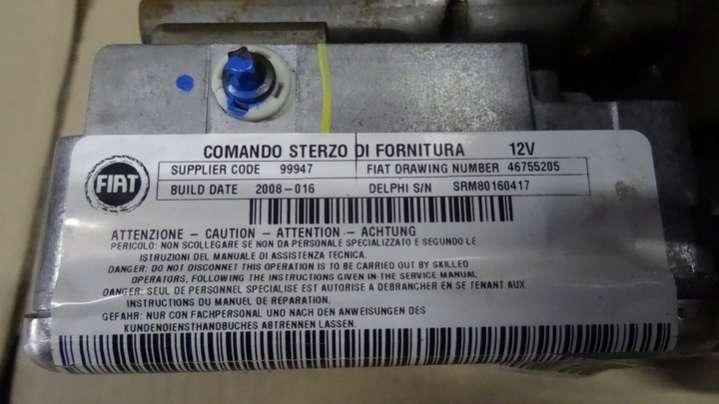 COMANDO STERZO DI FORNITURA 12V
SUPPLIER CODE 99947 FIAT DRAWING NUMBER 46755205
FIAT
BUILD DATE 2008-016 DELPHI S/N SRM80160417
ATTENZIONE - CAUTION - ATTENTION - ACHTUNG
PERICOLO: NON SCOLLEGARE SE NON DA PERSONALE SPECIALIZZATO E SEGUNDO LE
ISTRUZIONI DEL MANUALE DI ASSISTENZA TECNICA.
DANGER: DO NOT DISCONNET THIS OPERATION IS TO BE CARRIED OUT BY SKILLED
OPERATORS, FOLLOWING THE INSTRUCTIONS GIVEN IN THE SERVICE MANUAL.
DANGER: SEUL DE PERSONNEL SPECIALISE EST AUTORISE A DEBRANCHER EN SE TENANT AUX
INSTRUCTIONS DU MANUEL DE REPARATION.
GEFAHR: NUR CON FACHPERSONAL UND NACH DEN ANWEISUNGEN DES
KUNDENDIENSTHANDBUCHES ABTRENNEN LASSEN.